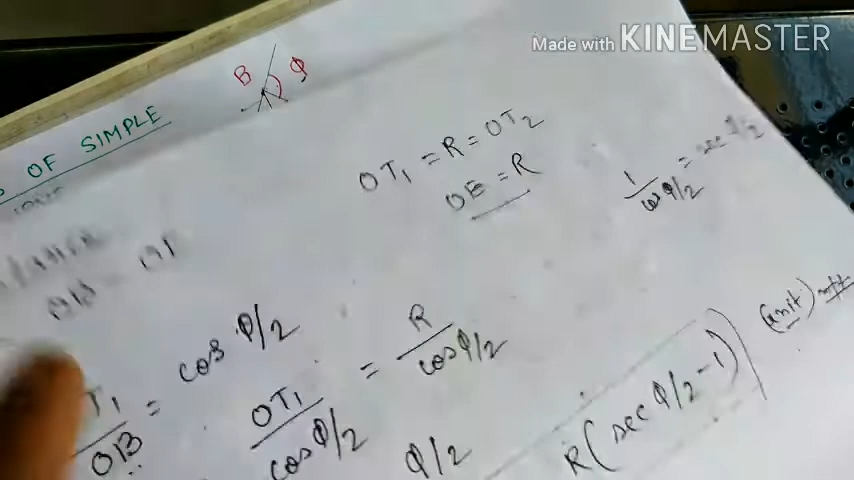 Made with KINEMASTER
B φ
OF SIMPLE
OT₁ = R = OT₂
OE = R
1/cos φ/2 = sec φ/2
T₁/OB = cos φ/2
OT₁/cos φ/2 = R/cos φ/2
φ/2
R(sec φ/2 - 1) (unit)